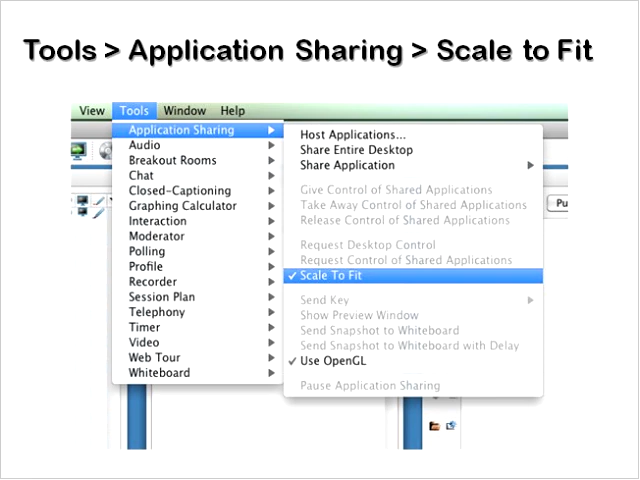 Tools > Application Sharing > Scale to Fit
View Tools Window Help
Application Sharing
Audio
Breakout Rooms
Chat
Closed-Captioning
Graphing Calculator
Interaction
Moderator
Polling
Profile
Recorder
Session Plan
Telephony
Timer
Video
Web Tour
Whiteboard
Host Applications...
Share Entire Desktop
Share Application
Give Control of Shared Applications
Take Away Control of Shared Applications
Release Control of Shared Applications
Request Desktop Control
Request Control of Shared Applications
✓ Scale To Fit
Send Key
Show Preview Window
Send Snapshot to Whiteboard
Send Snapshot to Whiteboard with Delay
✓ Use OpenGL
Pause Application Sharing